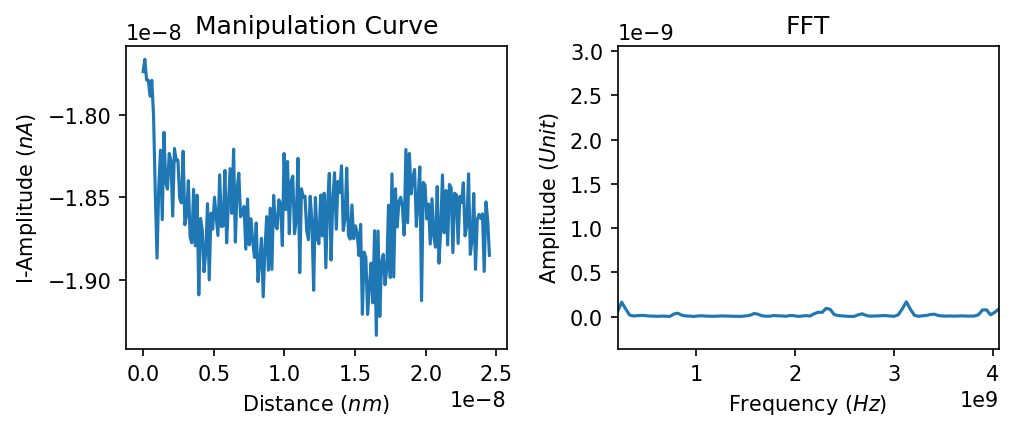 Manipulation Curve
1e−8
−1.80
−1.85
−1.90
I-Amplitude (nA)
0.0 0.5 1.0 1.5 2.0 2.5
1e−8
Distance (nm)
FFT
1e−9
3.0
2.5
2.0
1.5
1.0
0.5
0.0
Amplitude (Unit)
1 2 3 4
1e9
Frequency (Hz)